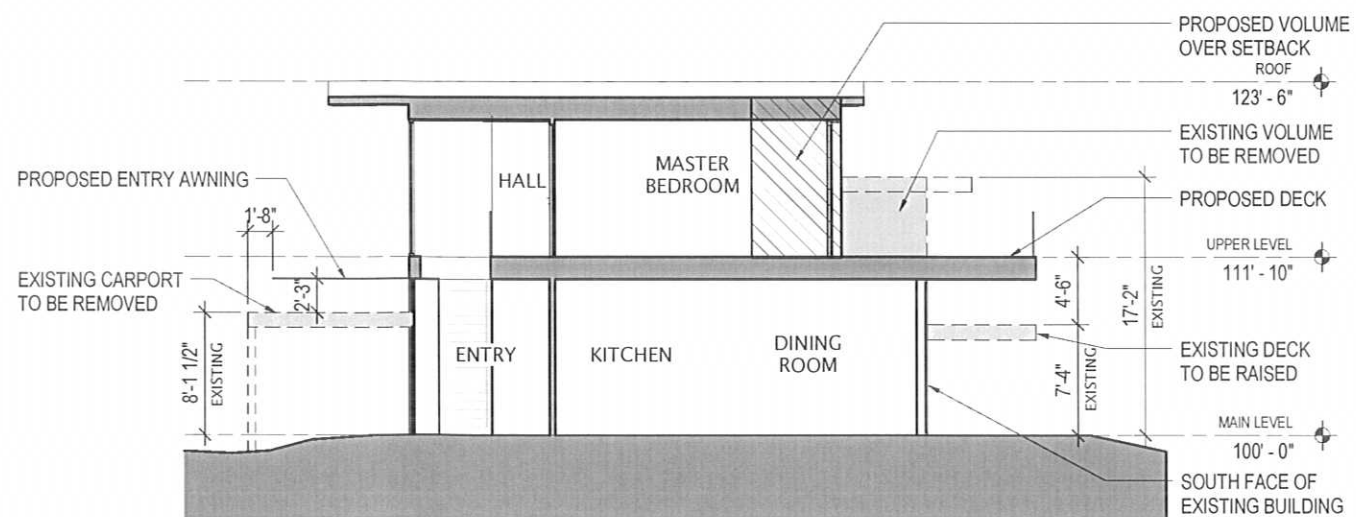 PROPOSED VOLUME
OVER SETBACK
ROOF
123' - 6"
EXISTING VOLUME
TO BE REMOVED
PROPOSED ENTRY AWNING
HALL
MASTER
BEDROOM
PROPOSED DECK
1'-8"
UPPER LEVEL
111' - 10"
EXISTING CARPORT
TO BE REMOVED
2'-3"
4'-6"
17'-2"
EXISTING
8'-1 1/2"
EXISTING
ENTRY
KITCHEN
DINING
ROOM
7'-4"
EXISTING
EXISTING DECK
TO BE RAISED
MAIN LEVEL
100' - 0"
SOUTH FACE OF
EXISTING BUILDING